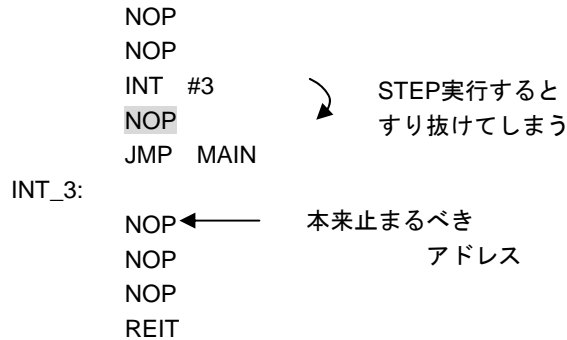 NOP
NOP
INT #3
STEP実行すると
NOP
すり抜けてしまう
JMP MAIN
INT_3:
NOP
本来止まるべき
NOP
アドレス
NOP
REIT